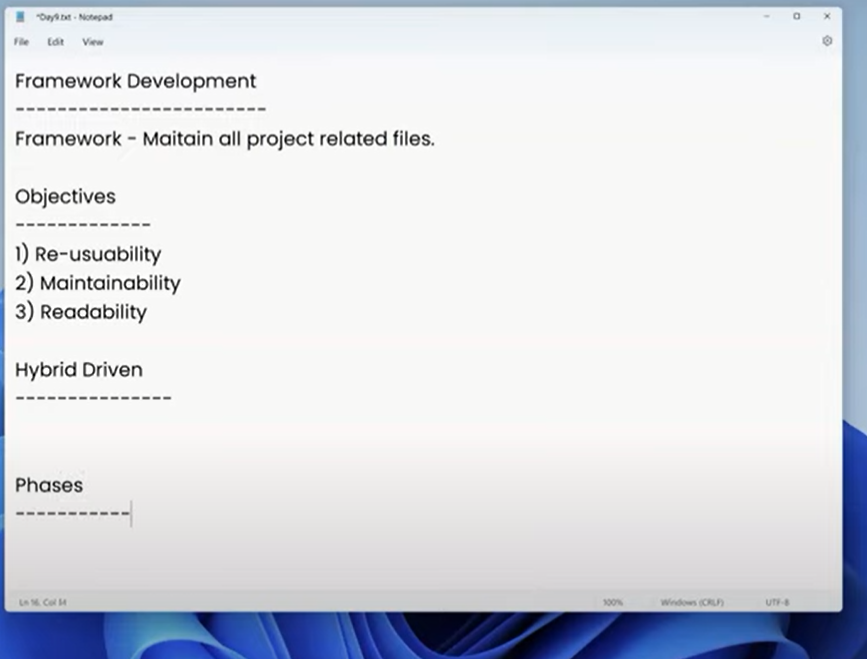 *Day9.txt - Notepad
File Edit View
Framework Development
------------------------
Framework - Maitain all project related files.
Objectives
-------------
1) Re-usuability
2) Maintainability
3) Readability
Hybrid Driven
---------------
Phases
-----------
Ln 16, Col 14 100% Windows (CRLF) UTF-8